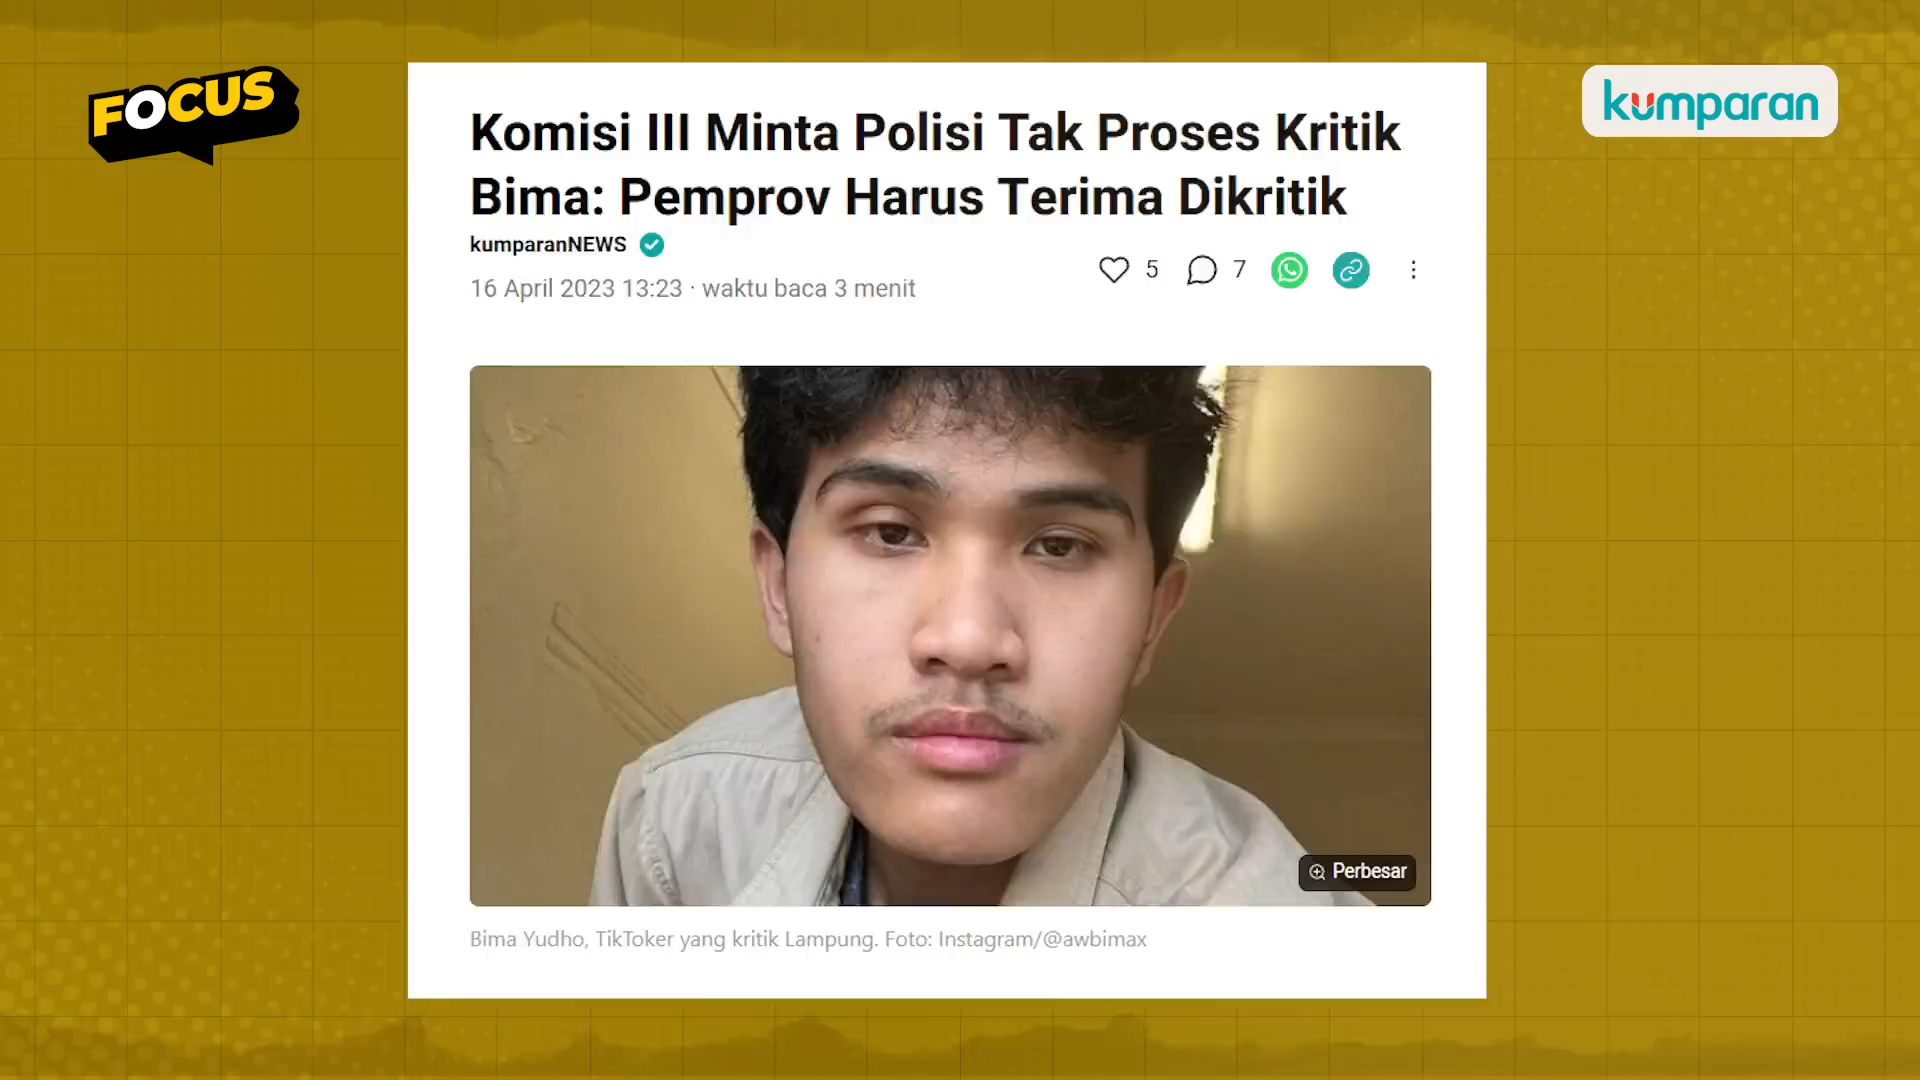 FOCUS
kumparan
Komisi III Minta Polisi Tak Proses Kritik
Bima: Pemprov Harus Terima Dikritik
kumparanNEWS
16 April 2023 13:23 · waktu baca 3 menit
5 7
Perbesar
Bima Yudho, TikToker yang kritik Lampung. Foto: Instagram/@awbimax